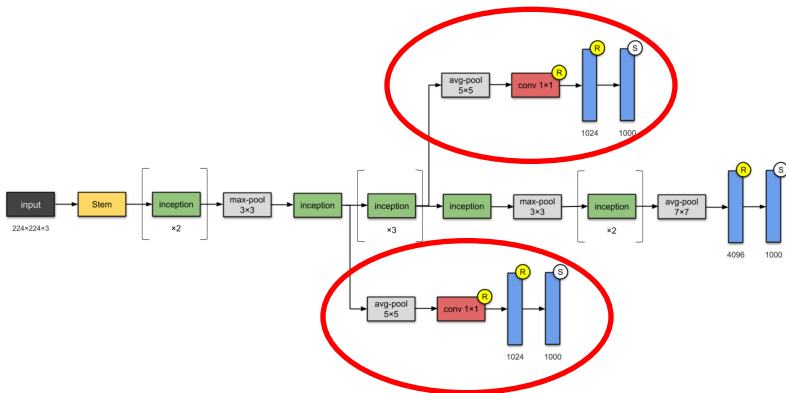 R
S
avg-pool
5×5
conv 1×1
R
1024
1000
input
224×224×3
Stem
inception
×2
max-pool
3×3
inception
inception
×3
inception
max-pool
3×3
inception
×2
avg-pool
7×7
R
S
4096
1000
avg-pool
5×5
conv 1×1
R
R
S
1024
1000